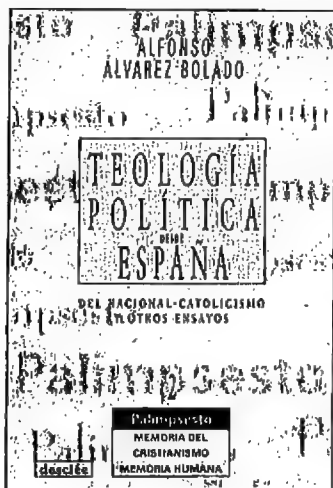 ALFONSO
ÁLVAREZ BOLADO
TEOLOGÍA
POLÍTICA
DESDE
ESPAÑA
DEL NACIONAL-CATOLICISMO
Y OTROS ENSAYOS
Palimpsesto
Palimpsesto
MEMORIA DEL
CRISTIANISMO
MEMORIA HUMANA
desclée